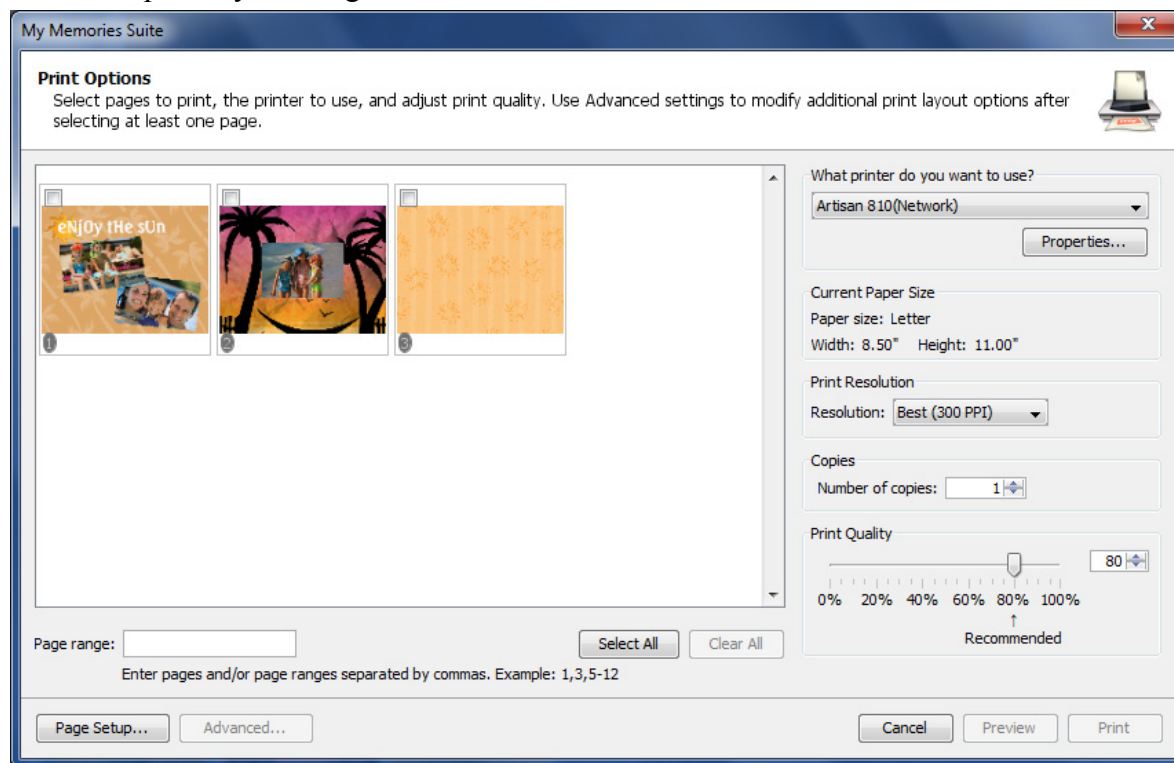 My Memories Suite
Print Options
Select pages to print, the printer to use, and adjust print quality. Use Advanced settings to modify additional print layout options after
selecting at least one page.
eNjOy tHe sUn
1
2
3
What printer do you want to use?
Artisan 810(Network)
Properties...
Current Paper Size
Paper size: Letter
Width: 8.50" Height: 11.00"
Print Resolution
Resolution: Best (300 PPI)
Copies
Number of copies: 1
Print Quality
80
0% 20% 40% 60% 80% 100%
↑
Recommended
Page range:
Select All Clear All
Enter pages and/or page ranges separated by commas. Example: 1,3,5-12
Page Setup... Advanced... Cancel Preview Print